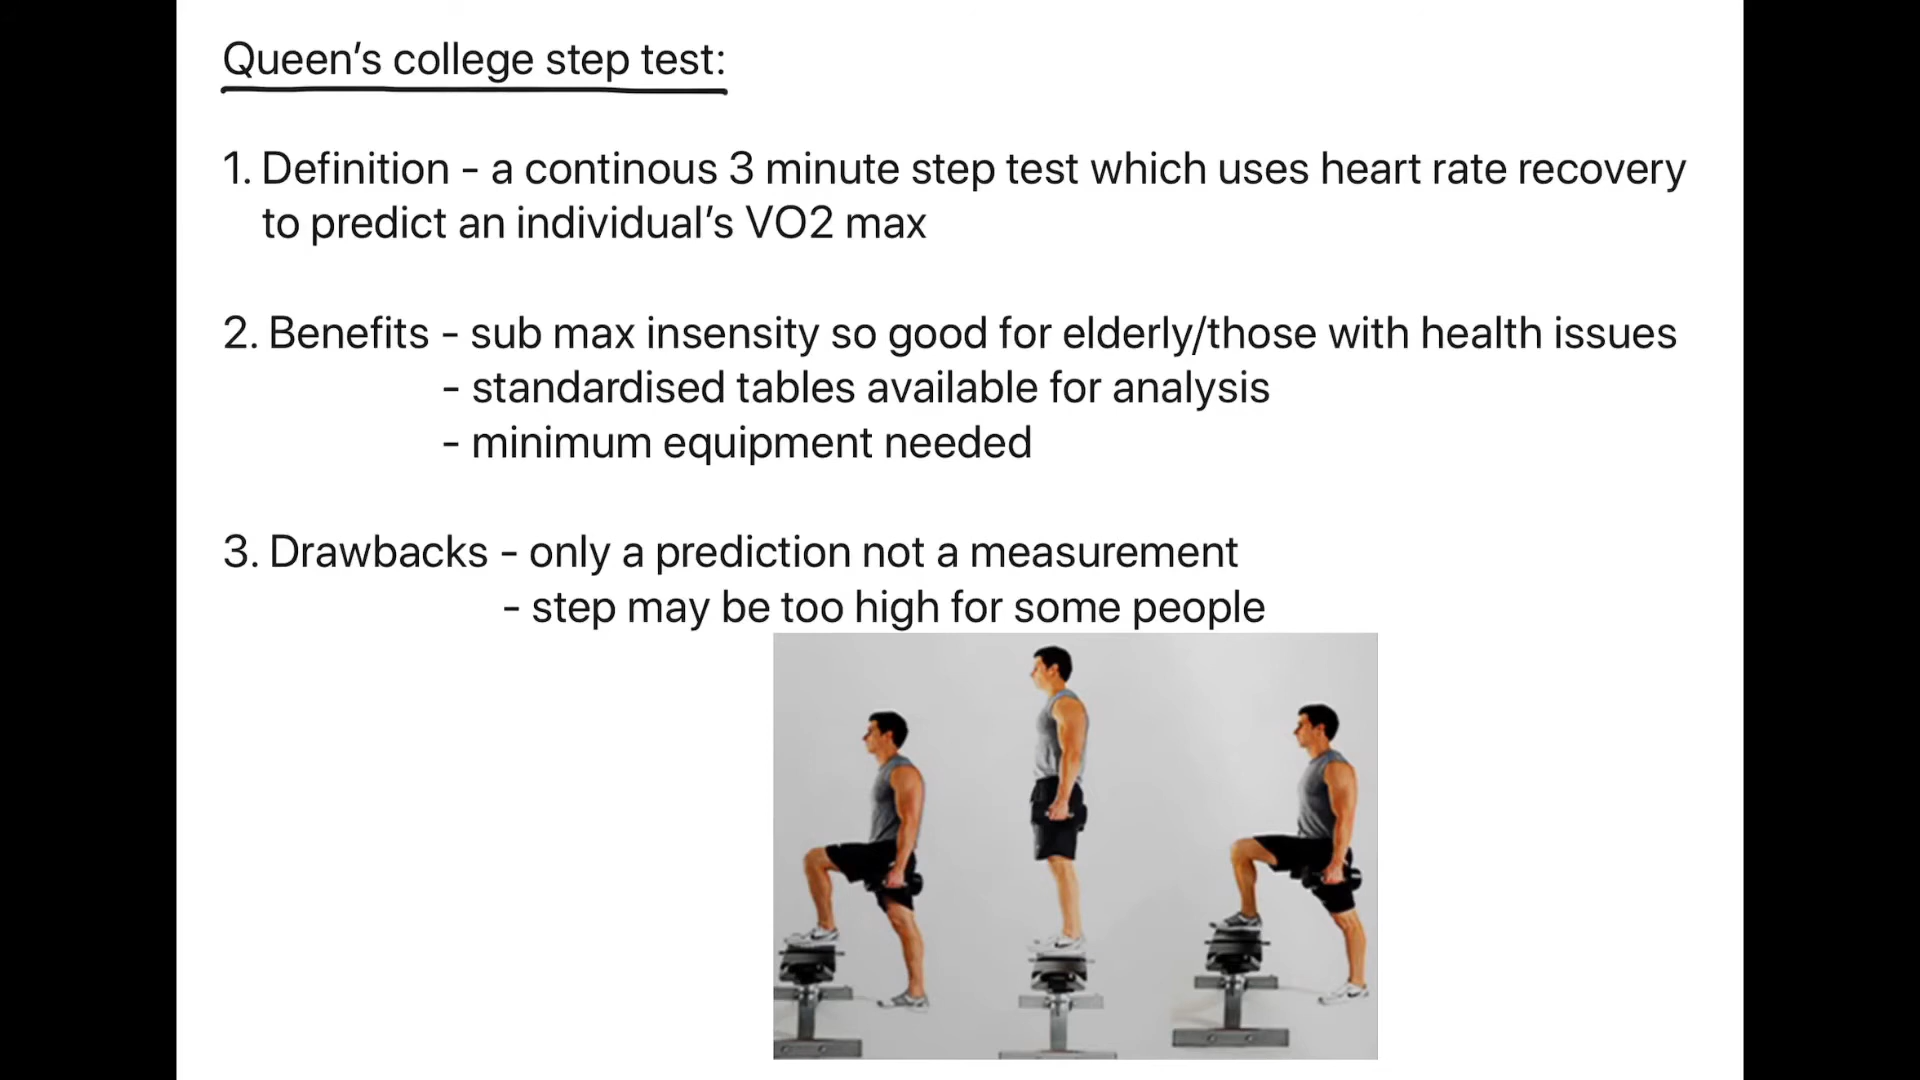 Queen's college step test:
1. Definition - a continous 3 minute step test which uses heart rate recovery
to predict an individual's VO2 max
2. Benefits - sub max insensity so good for elderly/those with health issues
- standardised tables available for analysis
- minimum equipment needed
3. Drawbacks - only a prediction not a measurement
- step may be too high for some people